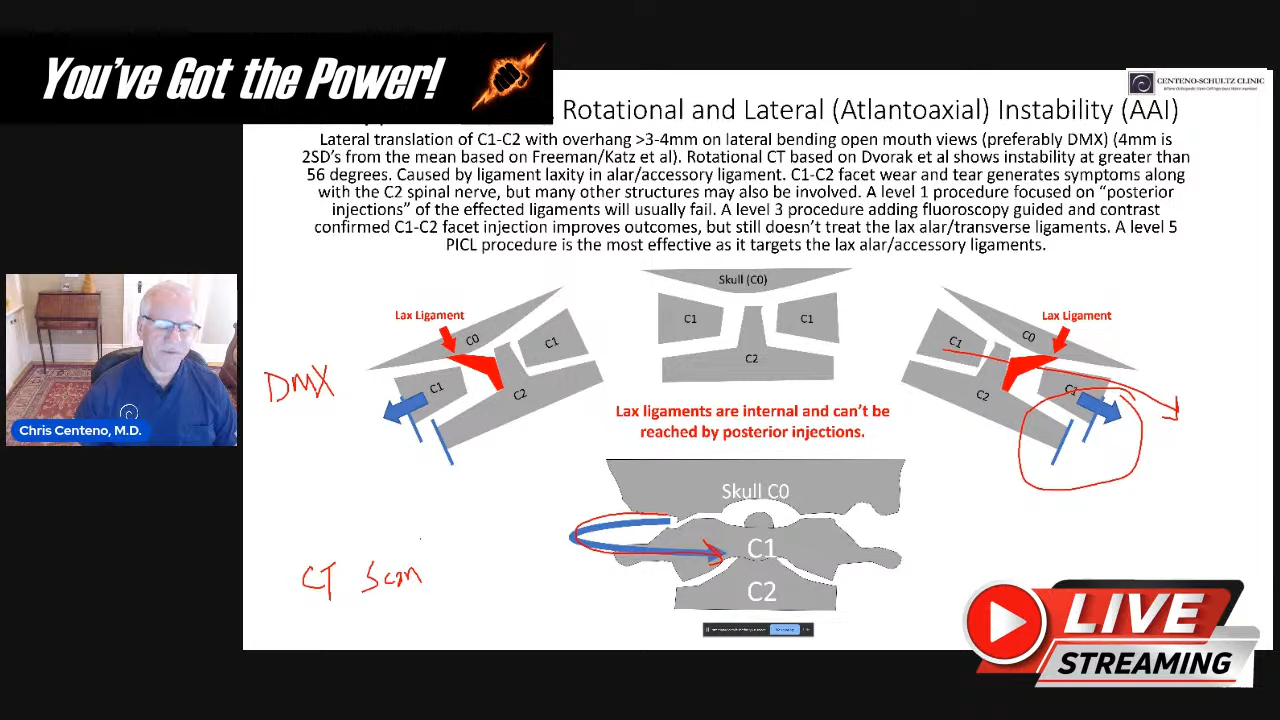 You've Got the Power!
CENTENO-SCHULTZ CLINIC
Rotational and Lateral (Atlantoaxial) Instability (AAI)
Lateral translation of C1-C2 with overhang >3-4mm on lateral bending open mouth views (preferably DMX) (4mm is
2SD's from the mean based on Freeman/Katz et al). Rotational CT based on Dvorak et al shows instability at greater than
56 degrees. Caused by ligament laxity in alar/accessory ligament. C1-C2 facet wear and tear generates symptoms along
with the C2 spinal nerve, but many other structures may also be involved. A level 1 procedure focused on "posterior
injections" of the effected ligaments will usually fail. A level 3 procedure adding fluoroscopy guided and contrast
confirmed C1-C2 facet injection improves outcomes, but still doesn't treat the lax alar/transverse ligaments. A level 5
PICL procedure is the most effective as it targets the lax alar/accessory ligaments.
Skull (C0)
C1
C1
C2
Lax Ligament
C0
C1
C1
C2
Lax Ligament
C0
C1
C1
C2
DMX
Chris Centeno, M.D.
Lax ligaments are internal and can't be
reached by posterior injections.
Skull C0
C1
C2
CT Scan
LIVE
STREAMING